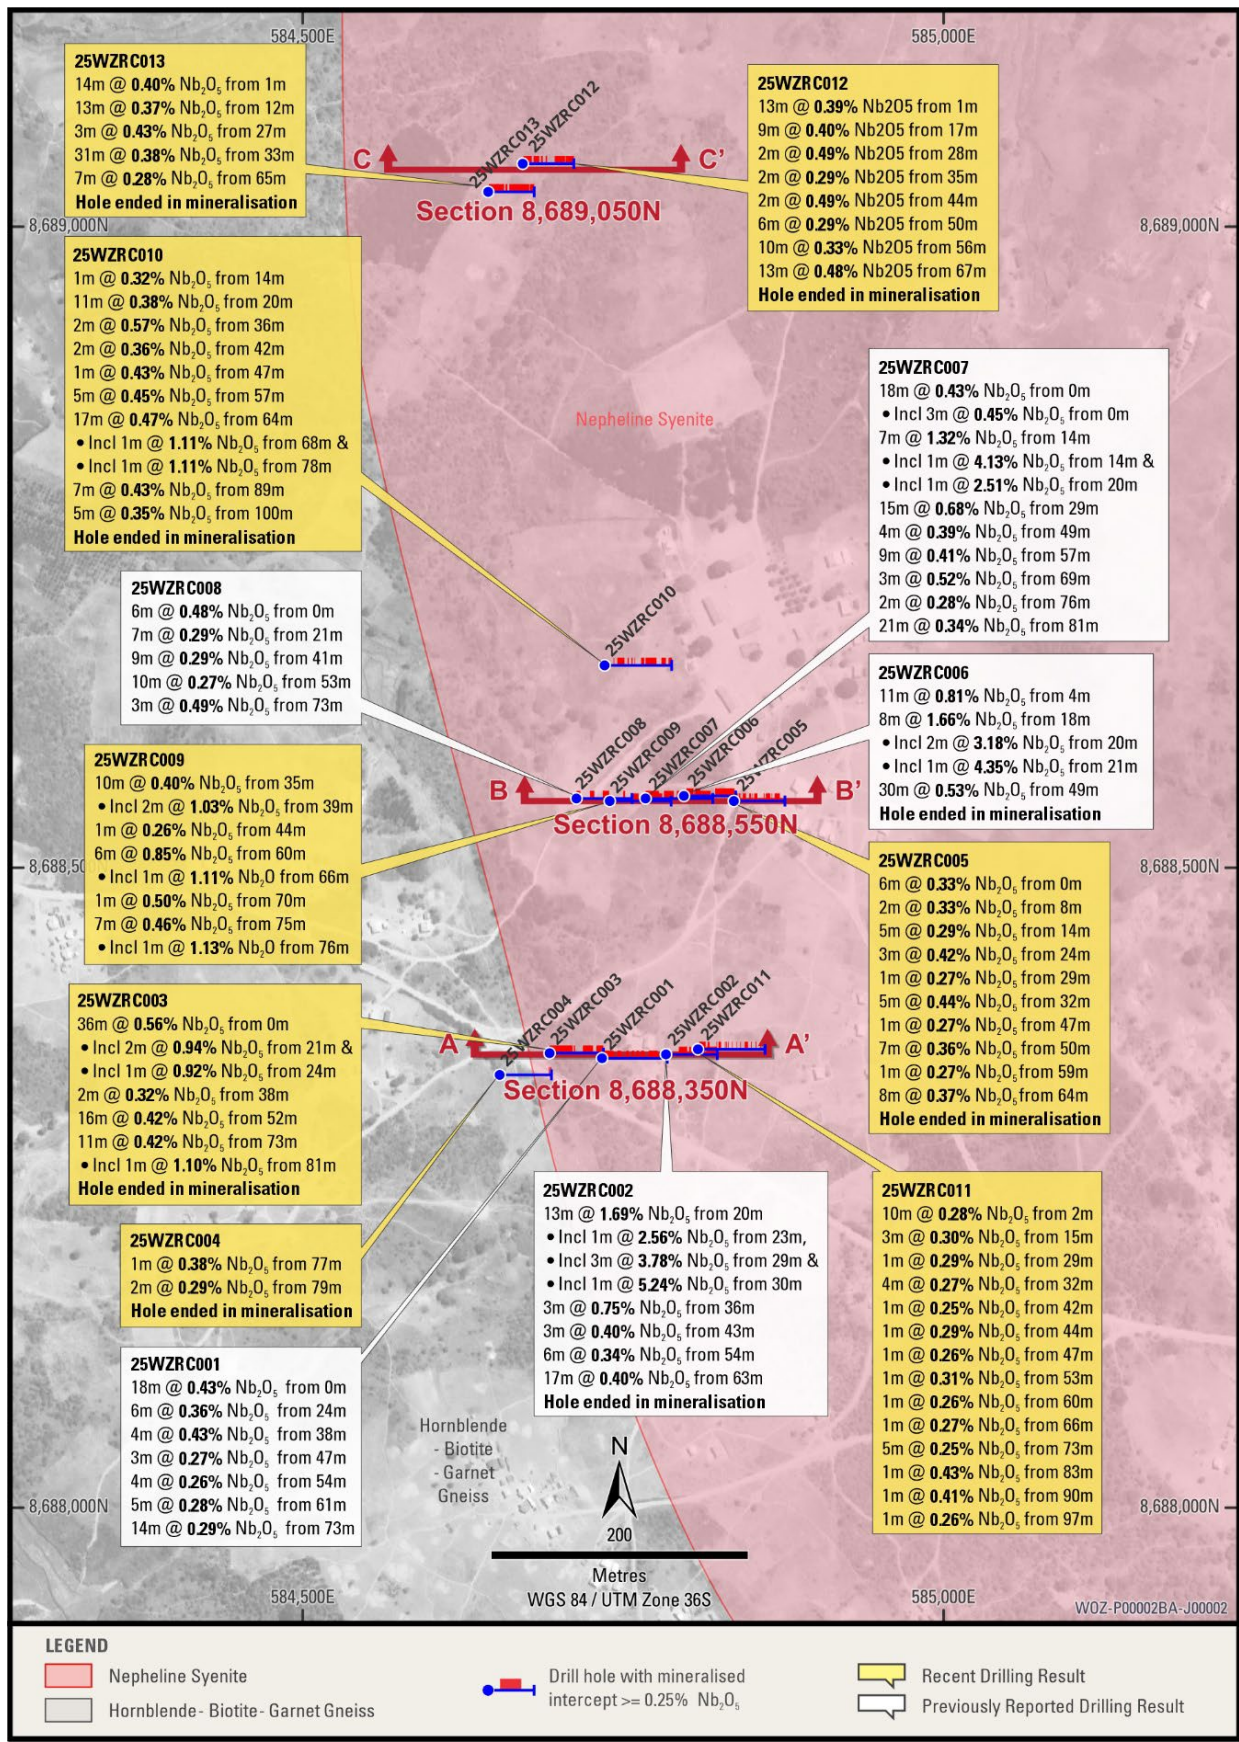 584,500E
585,000E
25WZRC013
14m @ 0.40% Nb₂O₅ from 1m
13m @ 0.37% Nb₂O₅ from 12m
3m @ 0.43% Nb₂O₅ from 27m
31m @ 0.38% Nb₂O₅ from 33m
7m @ 0.28% Nb₂O₅ from 65m
Hole ended in mineralisation
25WZRC012
13m @ 0.39% Nb2O5 from 1m
9m @ 0.40% Nb2O5 from 17m
2m @ 0.49% Nb2O5 from 28m
2m @ 0.29% Nb2O5 from 35m
2m @ 0.49% Nb2O5 from 44m
6m @ 0.29% Nb2O5 from 50m
10m @ 0.33% Nb2O5 from 56m
13m @ 0.48% Nb2O5 from 67m
Hole ended in mineralisation
25WZRC013
25WZRC012
C
C'
Section 8,689,050N
8,689,000N
8,689,000N
25WZRC010
1m @ 0.32% Nb₂O₅ from 14m
11m @ 0.38% Nb₂O₅ from 20m
2m @ 0.57% Nb₂O₅ from 36m
2m @ 0.36% Nb₂O₅ from 42m
1m @ 0.43% Nb₂O₅ from 47m
5m @ 0.45% Nb₂O₅ from 57m
17m @ 0.47% Nb₂O₅ from 64m
• Incl 1m @ 1.11% Nb₂O₅ from 68m &
• Incl 1m @ 1.11% Nb₂O₅ from 78m
7m @ 0.43% Nb₂O₅ from 89m
5m @ 0.35% Nb₂O₅ from 100m
Hole ended in mineralisation
Nepheline Syenite
25WZRC007
18m @ 0.43% Nb₂O₅ from 0m
• Incl 3m @ 0.45% Nb₂O₅ from 0m
7m @ 1.32% Nb₂O₅ from 14m
• Incl 1m @ 4.13% Nb₂O₅ from 14m &
• Incl 1m @ 2.51% Nb₂O₅ from 20m
15m @ 0.68% Nb₂O₅ from 29m
4m @ 0.39% Nb₂O₅ from 49m
9m @ 0.41% Nb₂O₅ from 57m
3m @ 0.52% Nb₂O₅ from 69m
2m @ 0.28% Nb₂O₅ from 76m
21m @ 0.34% Nb₂O₅ from 81m
25WZRC010
25WZRC008
6m @ 0.48% Nb₂O₅ from 0m
7m @ 0.29% Nb₂O₅ from 21m
9m @ 0.29% Nb₂O₅ from 41m
10m @ 0.27% Nb₂O₅ from 53m
3m @ 0.49% Nb₂O₅ from 73m
25WZRC006
11m @ 0.81% Nb₂O₅ from 4m
8m @ 1.66% Nb₂O₅ from 18m
• Incl 2m @ 3.18% Nb₂O₅ from 20m
• Incl 1m @ 4.35% Nb₂O₅ from 21m
30m @ 0.53% Nb₂O₅ from 49m
Hole ended in mineralisation
25WZRC008
25WZRC009
25WZRC007
25WZRC006
25WZRC005
B
B'
Section 8,688,550N
25WZRC009
10m @ 0.40% Nb₂O₅ from 35m
• Incl 2m @ 1.03% Nb₂O₅ from 39m
1m @ 0.26% Nb₂O₅ from 44m
6m @ 0.85% Nb₂O₅ from 60m
• Incl 1m @ 1.11% Nb₂O from 66m
1m @ 0.50% Nb₂O₅ from 70m
7m @ 0.46% Nb₂O₅ from 75m
• Incl 1m @ 1.13% Nb₂O from 76m
8,688,500
8,688,500N
25WZRC005
6m @ 0.33% Nb₂O₅ from 0m
2m @ 0.33% Nb₂O₅ from 8m
5m @ 0.29% Nb₂O₅ from 14m
3m @ 0.42% Nb₂O₅ from 24m
1m @ 0.27% Nb₂O₅ from 29m
5m @ 0.44% Nb₂O₅ from 32m
1m @ 0.27% Nb₂O₅ from 47m
7m @ 0.36% Nb₂O₅ from 50m
1m @ 0.27% Nb₂O₅ from 59m
8m @ 0.37% Nb₂O₅ from 64m
Hole ended in mineralisation
25WZRC003
36m @ 0.56% Nb₂O₅ from 0m
• Incl 2m @ 0.94% Nb₂O₅ from 21m &
• Incl 1m @ 0.92% Nb₂O₅ from 24m
2m @ 0.32% Nb₂O₅ from 38m
16m @ 0.42% Nb₂O₅ from 52m
11m @ 0.42% Nb₂O₅ from 73m
• Incl 1m @ 1.10% Nb₂O₅ from 81m
Hole ended in mineralisation
25WZRC004
25WZRC003
25WZRC001
25WZRC002
25WZRC011
A
A'
Section 8,688,350N
25WZRC004
1m @ 0.38% Nb₂O₅ from 77m
2m @ 0.29% Nb₂O₅ from 79m
Hole ended in mineralisation
25WZRC002
13m @ 1.69% Nb₂O₅ from 20m
• Incl 1m @ 2.56% Nb₂O₅ from 23m,
• Incl 3m @ 3.78% Nb₂O₅ from 29m &
• Incl 1m @ 5.24% Nb₂O₅ from 30m
3m @ 0.75% Nb₂O₅ from 36m
3m @ 0.40% Nb₂O₅ from 43m
6m @ 0.34% Nb₂O₅ from 54m
17m @ 0.40% Nb₂O₅ from 63m
Hole ended in mineralisation
25WZRC011
10m @ 0.28% Nb₂O₅ from 2m
3m @ 0.30% Nb₂O₅ from 15m
1m @ 0.29% Nb₂O₅ from 29m
4m @ 0.27% Nb₂O₅ from 32m
1m @ 0.25% Nb₂O₅ from 42m
1m @ 0.29% Nb₂O₅ from 44m
1m @ 0.26% Nb₂O₅ from 47m
1m @ 0.31% Nb₂O₅ from 53m
1m @ 0.26% Nb₂O₅ from 60m
1m @ 0.27% Nb₂O₅ from 66m
5m @ 0.25% Nb₂O₅ from 73m
1m @ 0.43% Nb₂O₅ from 83m
1m @ 0.41% Nb₂O₅ from 90m
1m @ 0.26% Nb₂O₅ from 97m
25WZRC001
18m @ 0.43% Nb₂O₅ from 0m
6m @ 0.36% Nb₂O₅ from 24m
4m @ 0.43% Nb₂O₅ from 38m
3m @ 0.27% Nb₂O₅ from 47m
4m @ 0.26% Nb₂O₅ from 54m
5m @ 0.28% Nb₂O₅ from 61m
14m @ 0.29% Nb₂O₅ from 73m
Hornblende
- Biotite
- Garnet
Gneiss
8,688,000N
8,688,000N
N
200
Metres
WGS 84 / UTM Zone 36S
584,500E
585,000E
WOZ-P00002BA-J00002
LEGEND
Nepheline Syenite
Hornblende- Biotite- Garnet Gneiss
Drill hole with mineralised
intercept >= 0.25% Nb₂O₅
Recent Drilling Result
Previously Reported Drilling Result